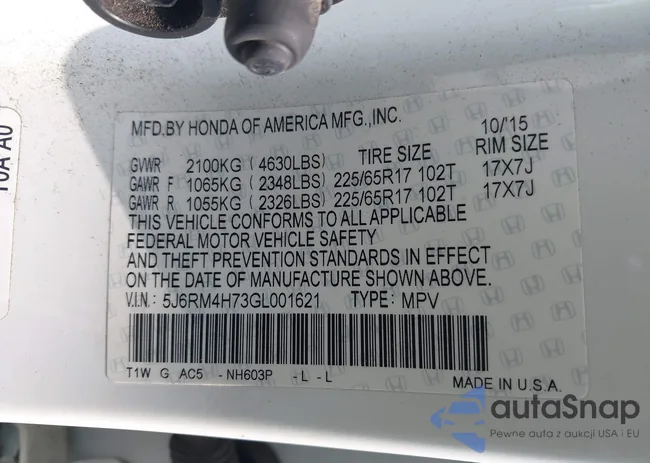 10A A0
MFD.BY HONDA OF AMERICA MFG.,INC. 10/'15
GVWR 2100KG (4630LBS) TIRE SIZE RIM SIZE
GAWR F 1065KG (2348LBS) 225/65R17 102T 17X7J
GAWR R 1055KG (2326LBS) 225/65R17 102T 17X7J
THIS VEHICLE CONFORMS TO ALL APPLICABLE
FEDERAL MOTOR VEHICLE SAFETY
AND THEFT PREVENTION STANDARDS IN EFFECT
ON THE DATE OF MANUFACTURE SHOWN ABOVE.
V.I.N.: 5J6RM4H73GL001621 TYPE: MPV
T1W G AC5 - NH603P - L - L
MADE IN U.S.A.
autaSnap
Pewne auta z aukcji USA i EU